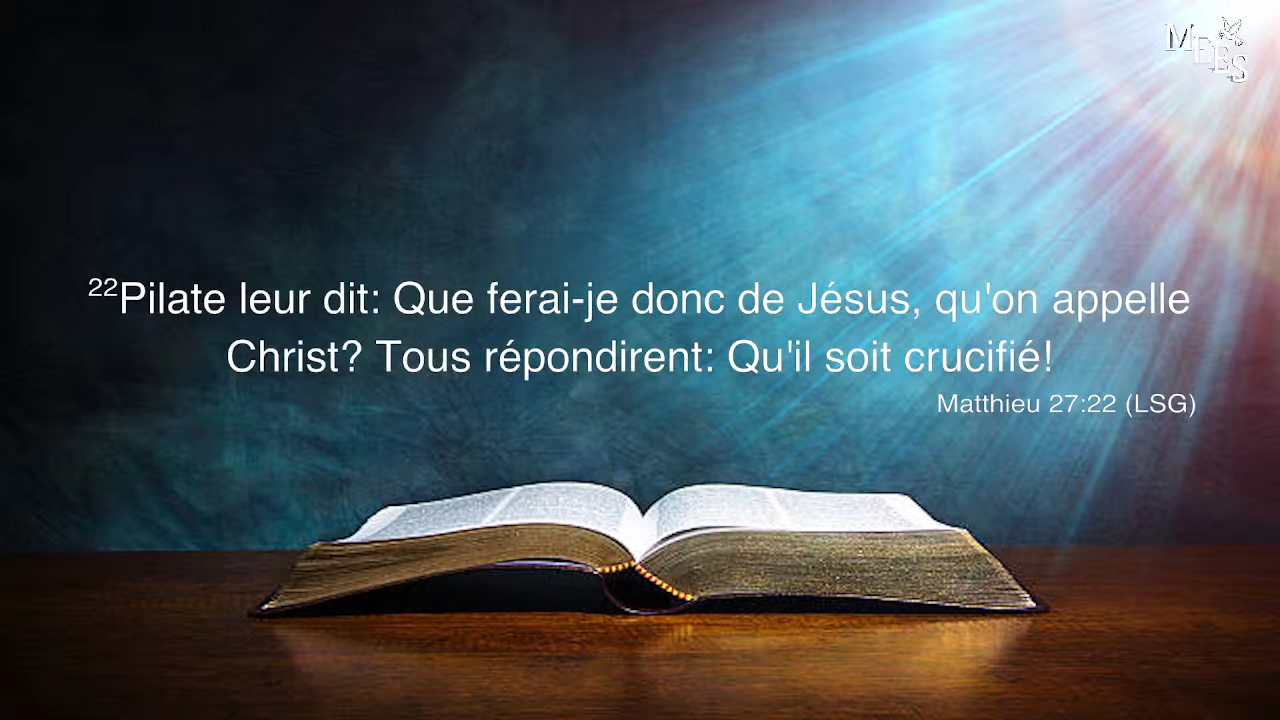 MEES
22Pilate leur dit: Que ferai-je donc de Jésus, qu'on appelle
Christ? Tous répondirent: Qu'il soit crucifié!
Matthieu 27:22 (LSG)